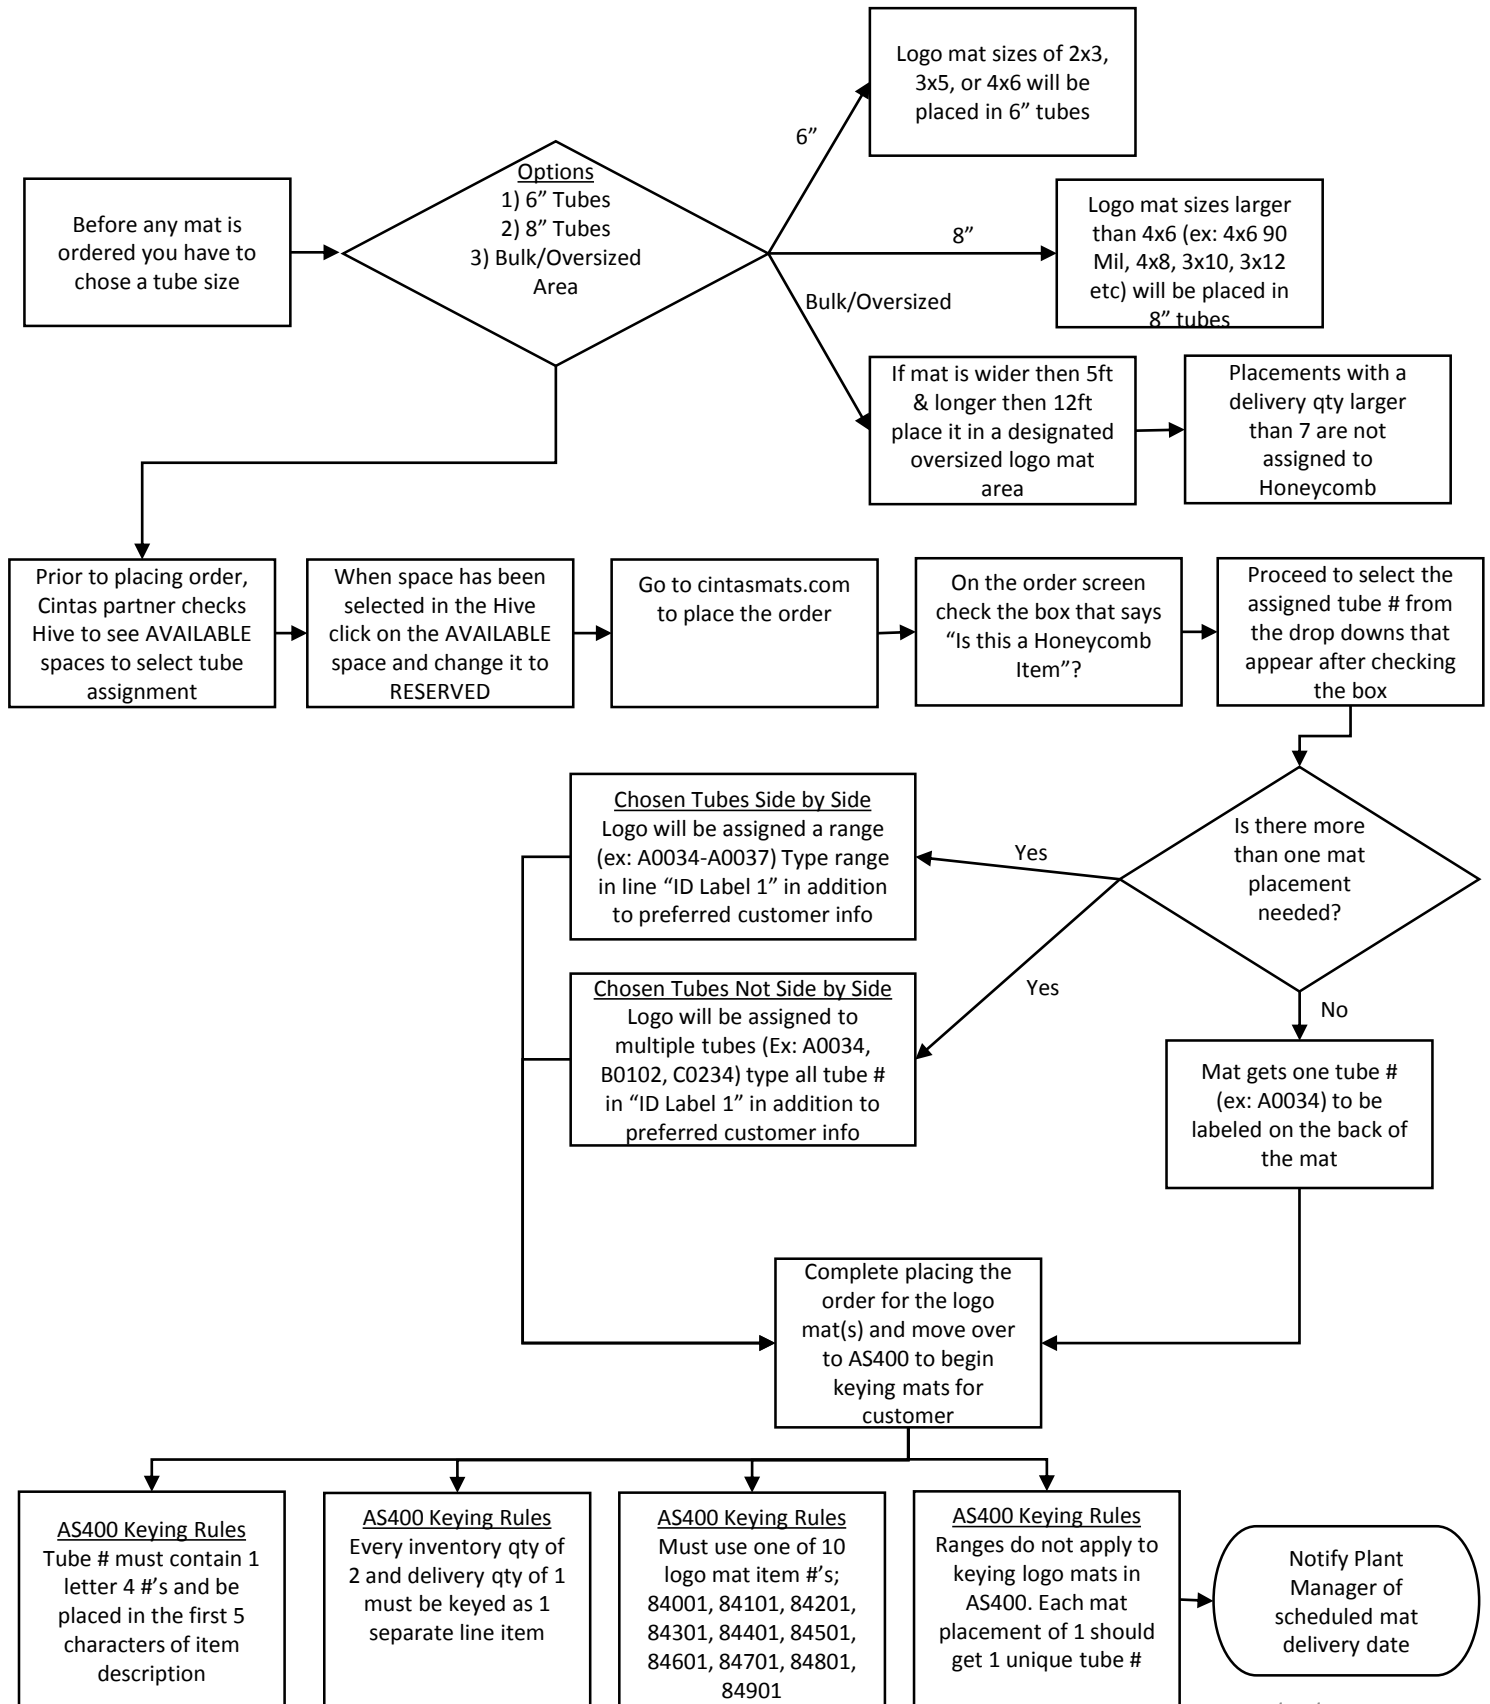 Logo mat sizes of 2x3,
3x5, or 4x6 will be
placed in 6” tubes
6”
Before any mat is
ordered you have to
chose a tube size
Options
1) 6” Tubes
2) 8” Tubes
3) Bulk/Oversized
Area
8”
Logo mat sizes larger
than 4x6 (ex: 4x6 90
Mil, 4x8, 3x10, 3x12
etc) will be placed in
8” tubes
Bulk/Oversized
If mat is wider then 5ft
& longer then 12ft
place it in a designated
oversized logo mat
area
Placements with a
delivery qty larger
than 7 are not
assigned to
Honeycomb
Prior to placing order,
Cintas partner checks
Hive to see AVAILABLE
spaces to select tube
assignment
When space has been
selected in the Hive
click on the AVAILABLE
space and change it to
RESERVED
Go to cintasmats.com
to place the order
On the order screen
check the box that says
“Is this a Honeycomb
Item”?
Proceed to select the
assigned tube # from
the drop downs that
appear after checking
the box
Is there more
than one mat
placement
needed?
Yes
Chosen Tubes Side by Side
Logo will be assigned a range
(ex: A0034-A0037) Type range
in line “ID Label 1” in addition
to preferred customer info
Yes
Chosen Tubes Not Side by Side
Logo will be assigned to
multiple tubes (Ex: A0034,
B0102, C0234) type all tube #
in “ID Label 1” in addition to
preferred customer info
No
Mat gets one tube #
(ex: A0034) to be
labeled on the back of
the mat
Complete placing the
order for the logo
mat(s) and move over
to AS400 to begin
keying mats for
customer
AS400 Keying Rules
Tube # must contain 1
letter 4 #’s and be
placed in the first 5
characters of item
description
AS400 Keying Rules
Every inventory qty of
2 and delivery qty of 1
must be keyed as 1
separate line item
AS400 Keying Rules
Must use one of 10
logo mat item #’s;
84001, 84101, 84201,
84301, 84401, 84501,
84601, 84701, 84801,
84901
AS400 Keying Rules
Ranges do not apply to
keying logo mats in
AS400. Each mat
placement of 1 should
get 1 unique tube #
Notify Plant
Manager of
scheduled mat
delivery date